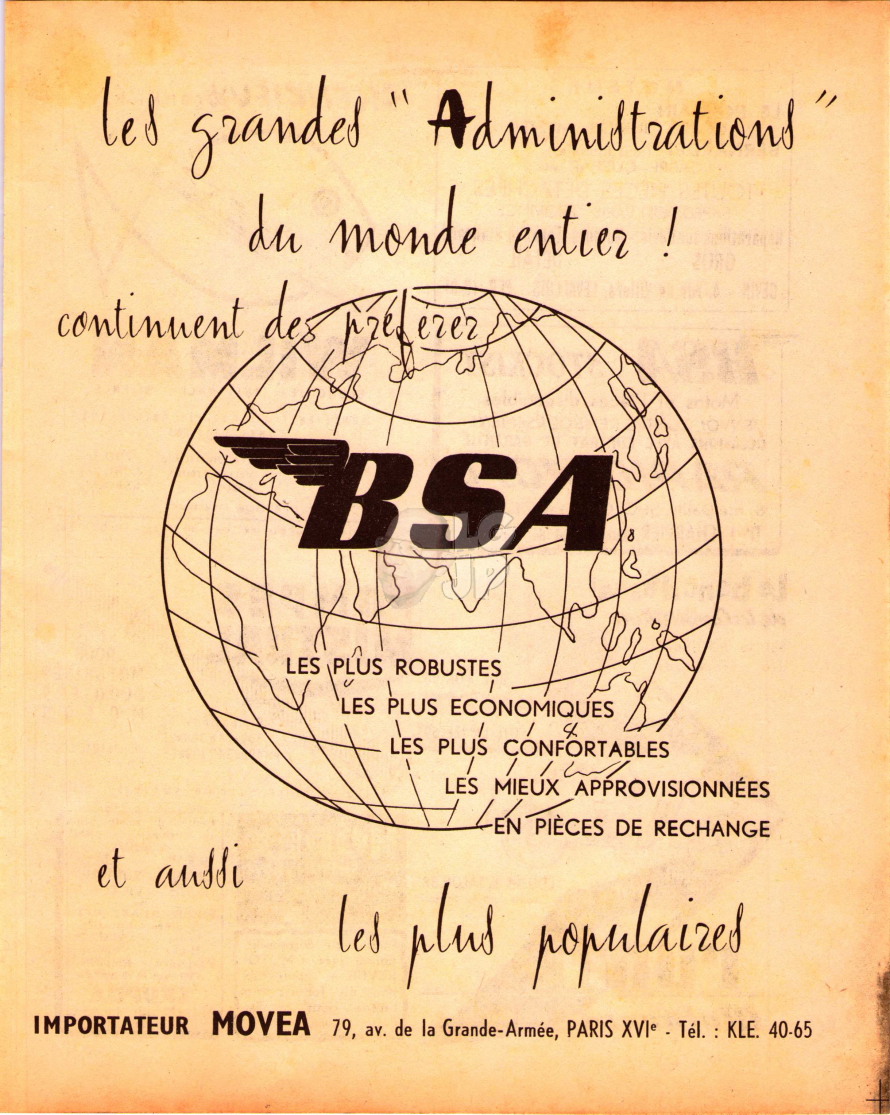 les grandes " Administrations "
du monde entier !
continuent de préférer
BSA
LES PLUS ROBUSTES
LES PLUS ECONOMIQUES
LES PLUS CONFORTABLES
LES MIEUX APPROVISIONNÉES
EN PIÈCES DE RECHANGE
et aussi
les plus populaires
IMPORTATEUR MOVEA 79, av. de la Grande-Armée, PARIS XVIe - Tél. : KLE. 40-65